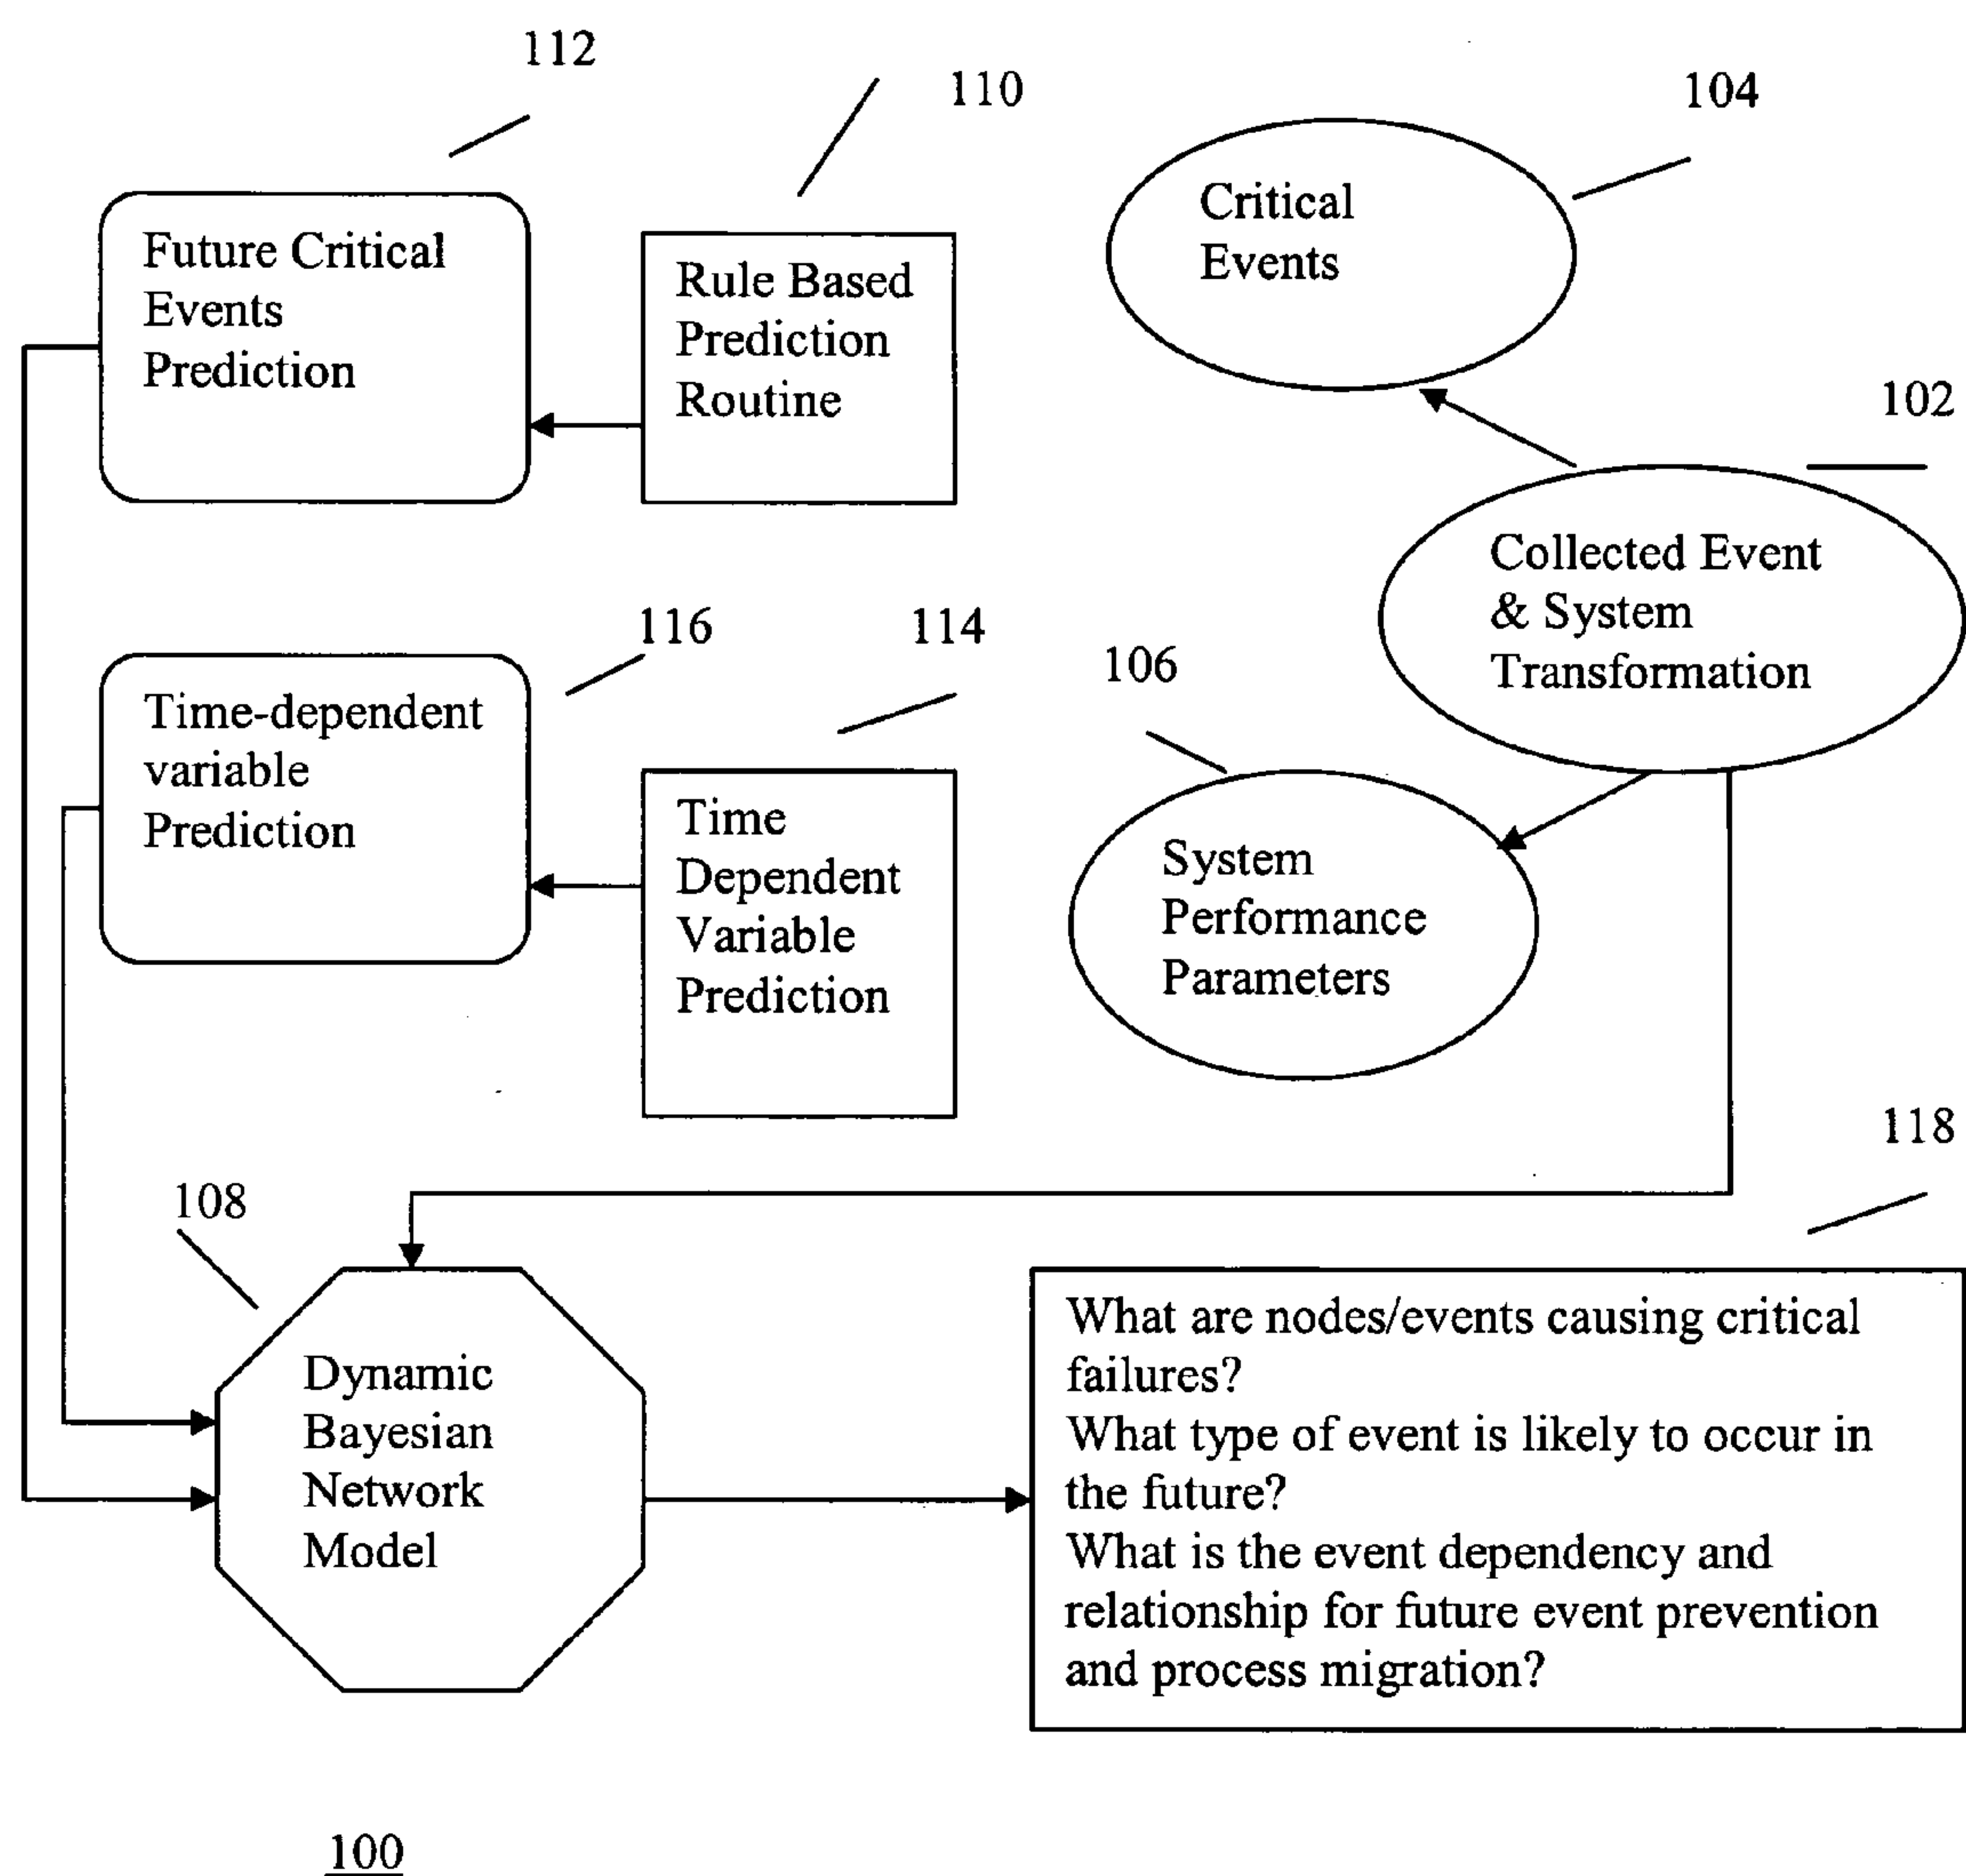 112
110
104
Future Critical
Events
Prediction
Rule Based
Prediction
Routine
Critical
Events
102
Collected Event
& System
Transformation
116
114
106
Time-dependent
variable
Prediction
Time
Dependent
Variable
Prediction
System
Performance
Parameters
118
108
Dynamic
Bayesian
Network
Model
What are nodes/events causing critical
failures?
What type of event is likely to occur in
the future?
What is the event dependency and
relationship for future event prevention
and process migration?
100